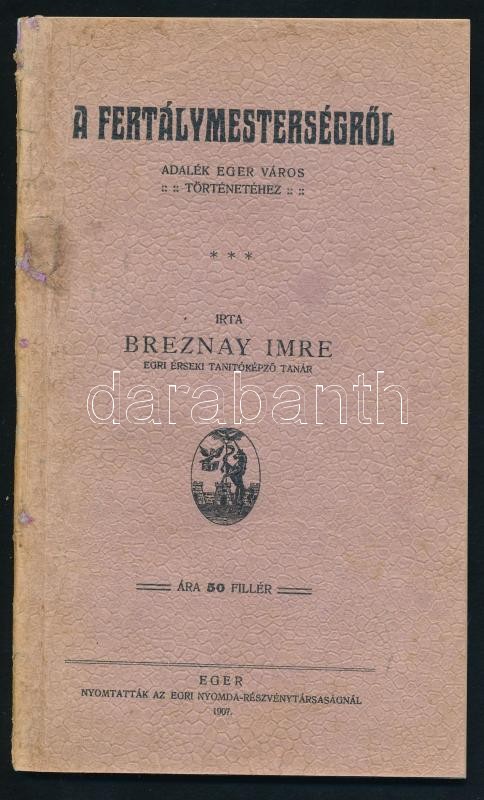 A FERTÁLYMESTERSÉGRŐL
ADALÉK EGER VÁROS
:: :: TÖRTÉNETÉHEZ :: ::
* * *
IRTA
BREZNAY IMRE
EGRI ÉRSEKI TANITÓKÉPZŐ TANÁR
darabanth
ÁRA 50 FILLÉR
EGER
NYOMTATTÁK AZ EGRI NYOMDA-RÉSZVÉNYTÁRSASÁGNÁL
1907.